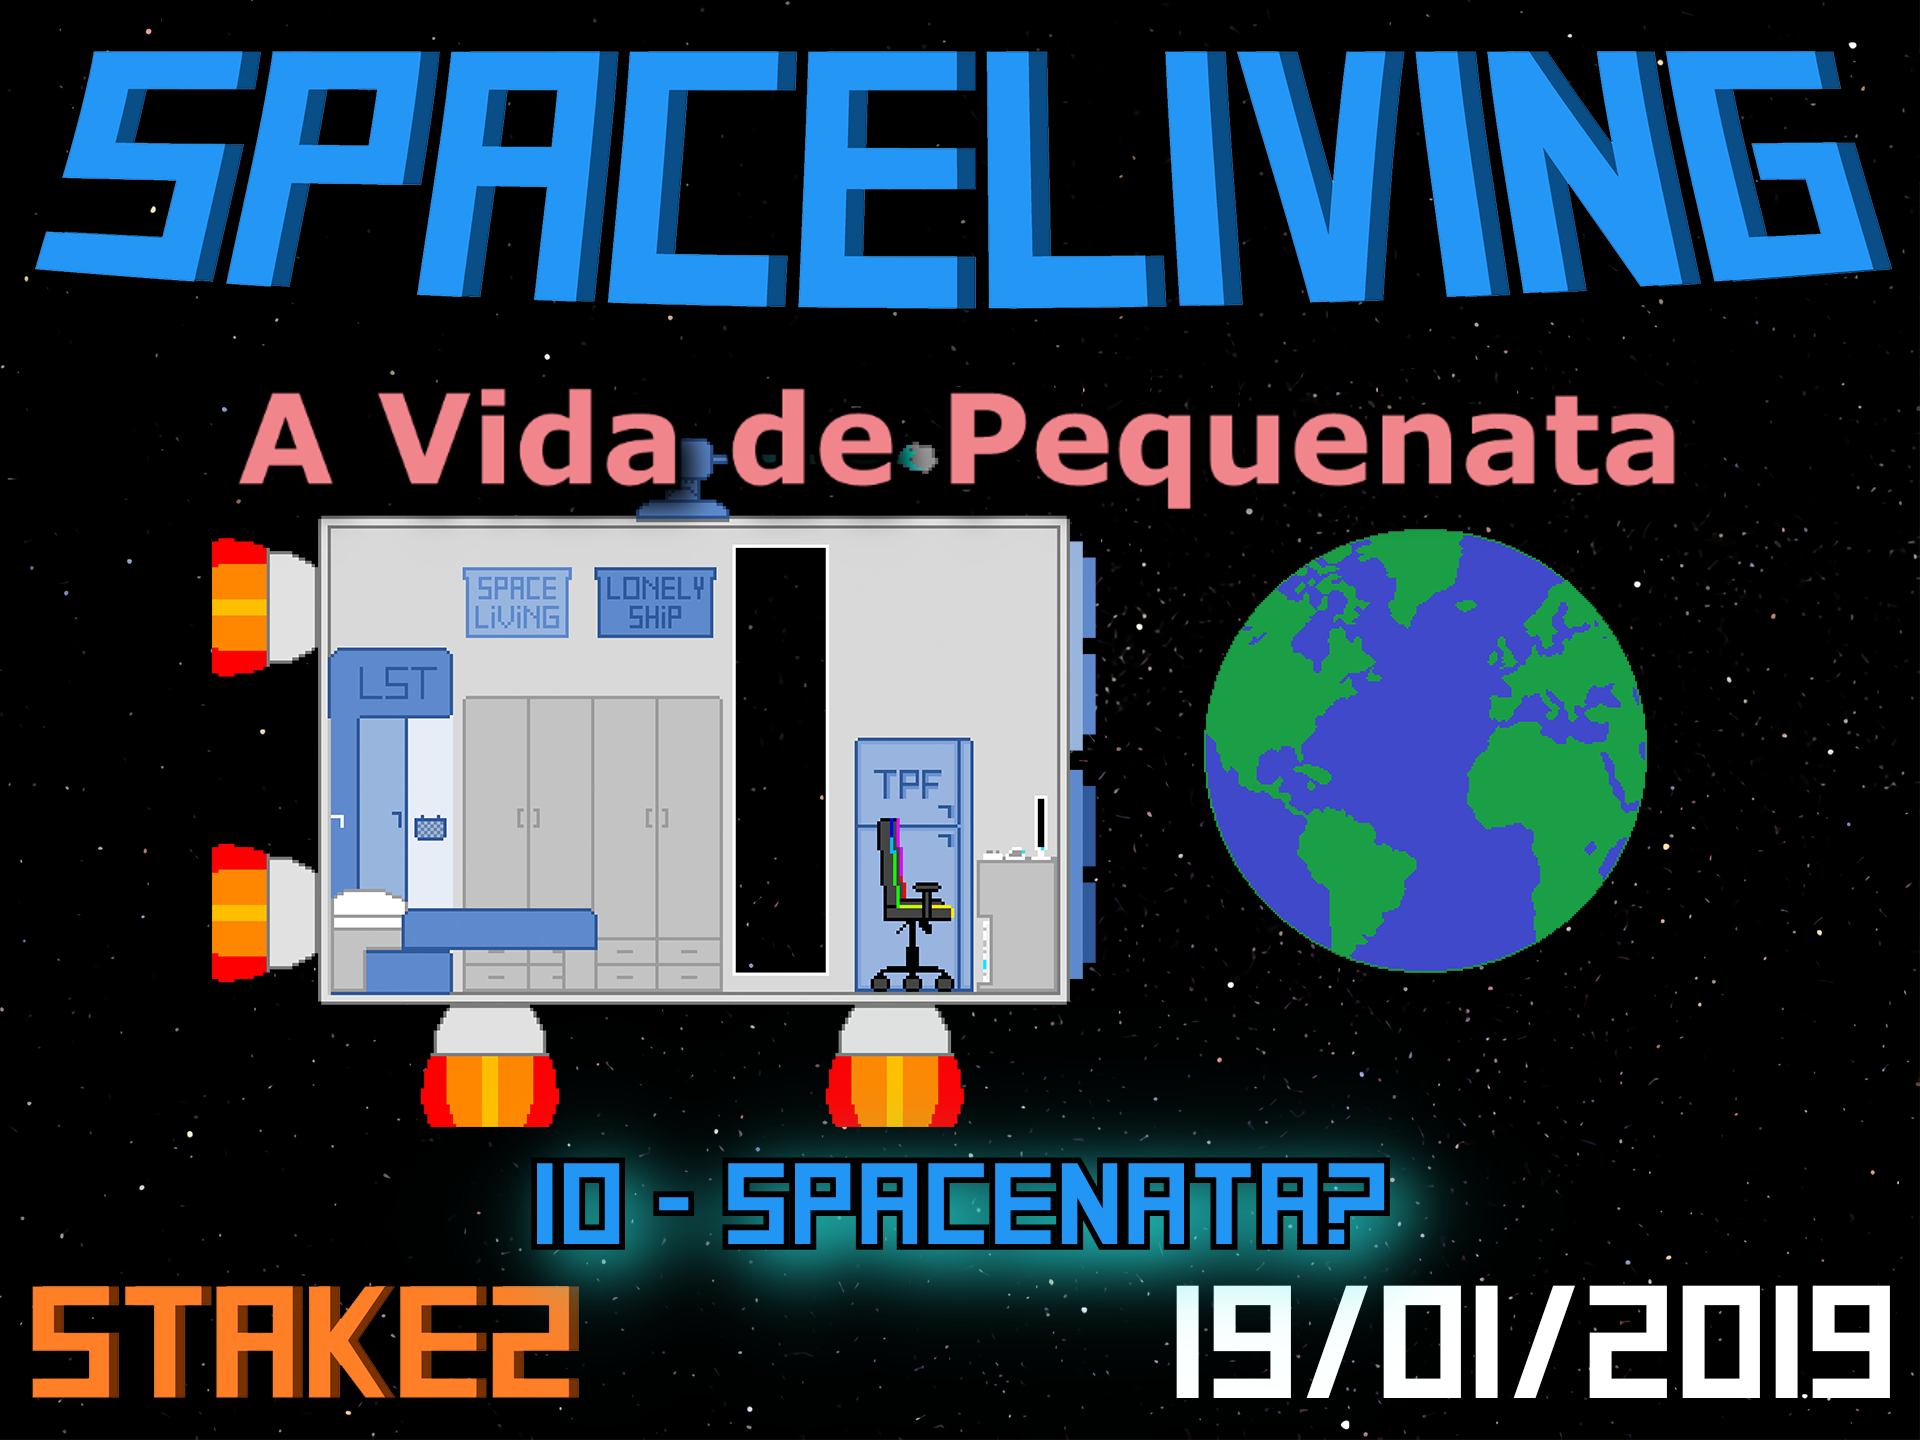 SPACELIVING
A Vida de Pequenata
SPACE
LiViNG
LONELY
SHiP
LST
TPF
10 - SPACENATA?
STAKE2
19/01/2019